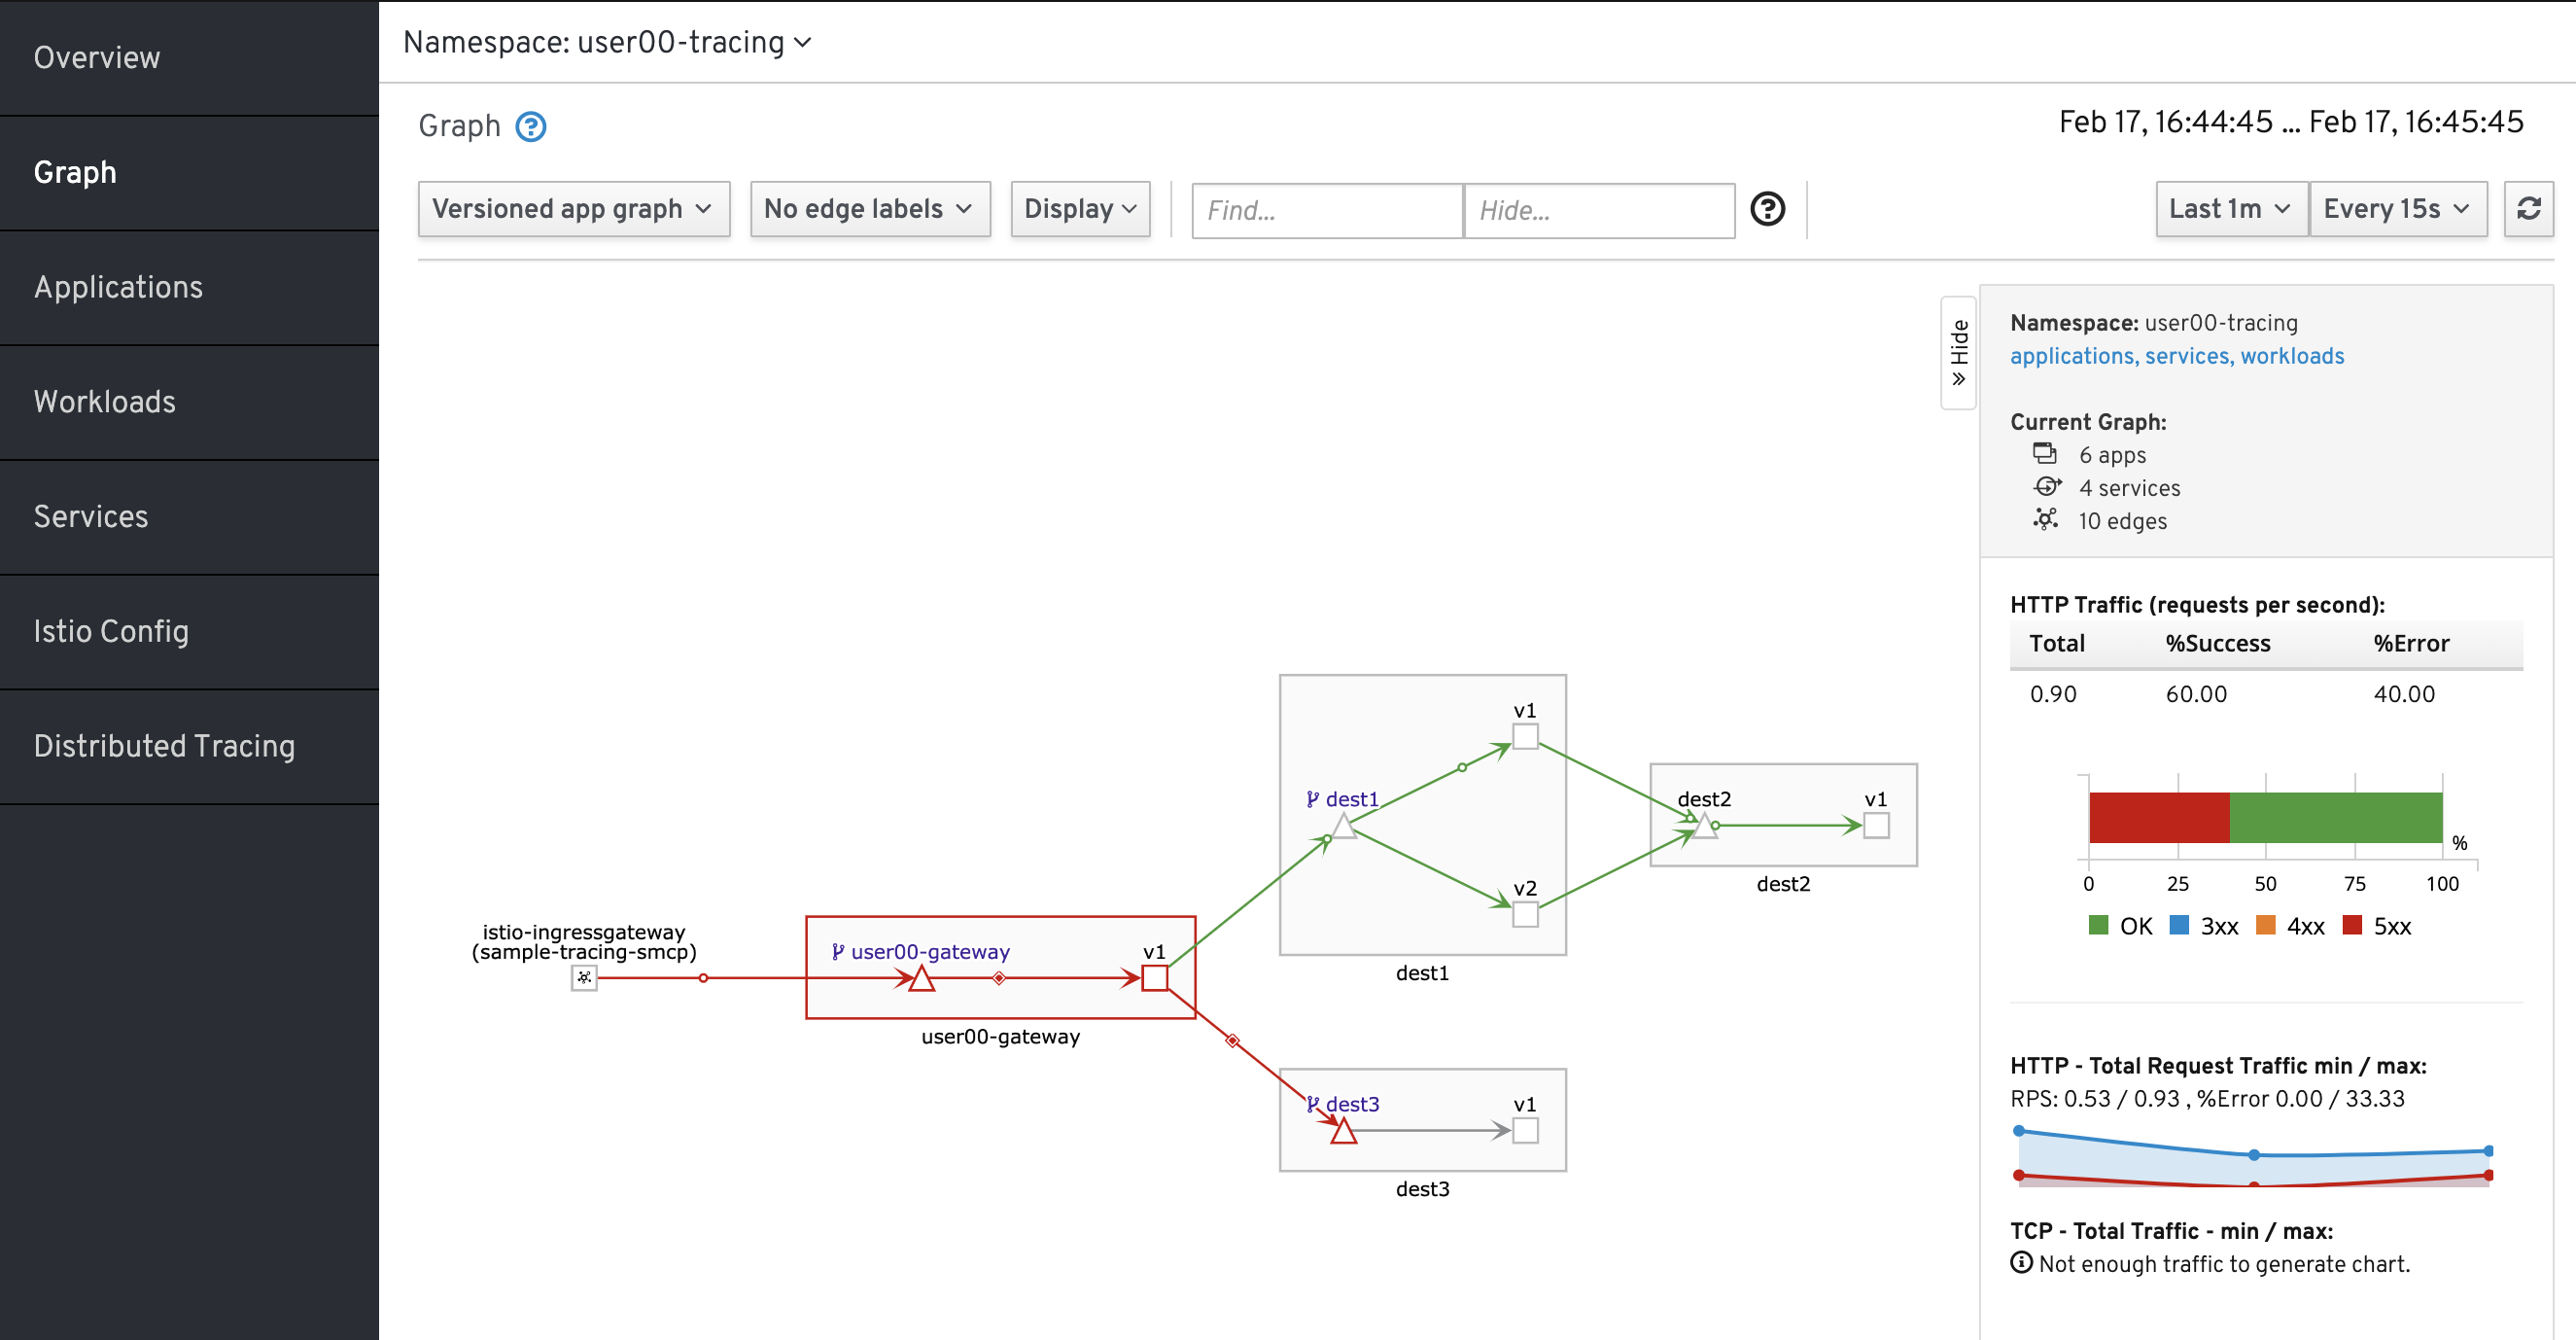 Overview
Graph
Applications
Workloads
Services
Istio Config
Distributed Tracing
Namespace: user00-tracing
Graph
Feb 17, 16:44:45 ... Feb 17, 16:45:45
Versioned app graph
No edge labels
Display
Find...
Hide...
Last 1m
Every 15s
Hide
Namespace: user00-tracing
applications, services, workloads
Current Graph:
6 apps
4 services
10 edges
HTTP Traffic (requests per second):
Total %Success %Error
0.90 60.00 40.00
%
0 25 50 75 100
OK 3xx 4xx 5xx
HTTP - Total Request Traffic min / max:
RPS: 0.53 / 0.93 , %Error 0.00 / 33.33
TCP - Total Traffic - min / max:
Not enough traffic to generate chart.
istio-ingressgateway
(sample-tracing-smcp)
user00-gateway
v1
user00-gateway
dest1
v1
v2
dest1
dest2
v1
dest2
dest3
v1
dest3